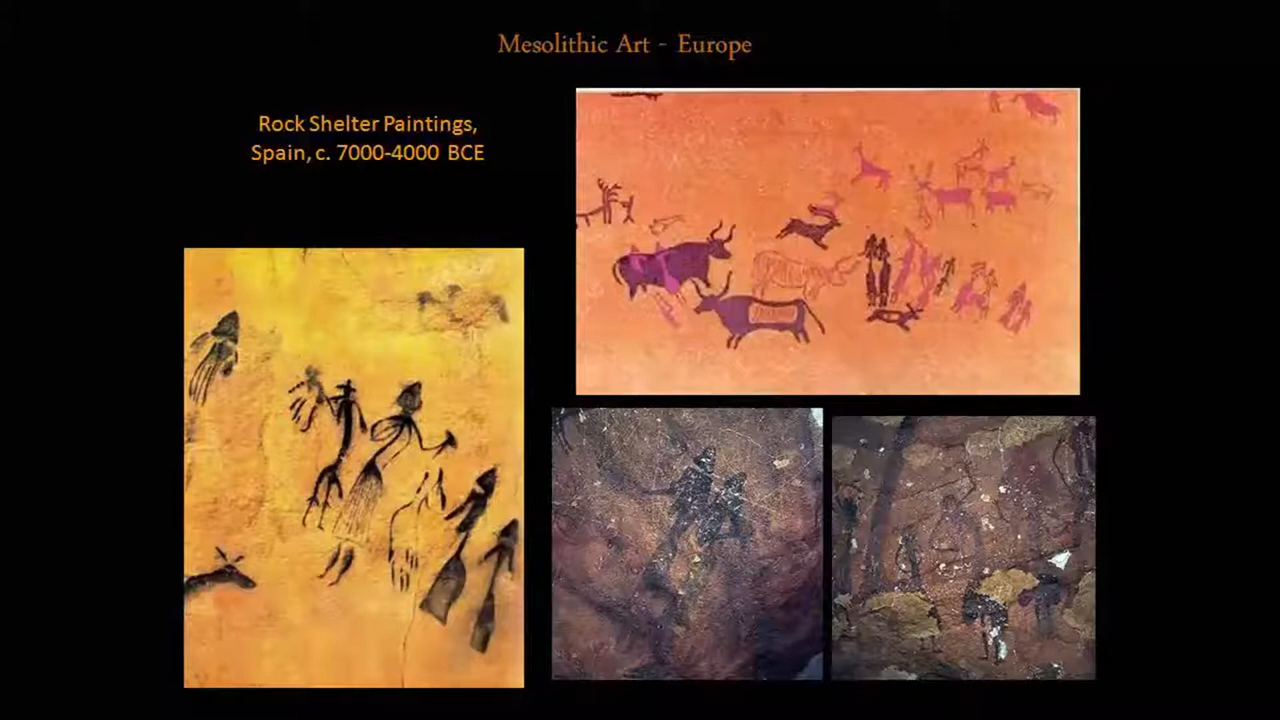 Mesolithic Art - Europe
Rock Shelter Paintings,
Spain, c. 7000-4000 BCE